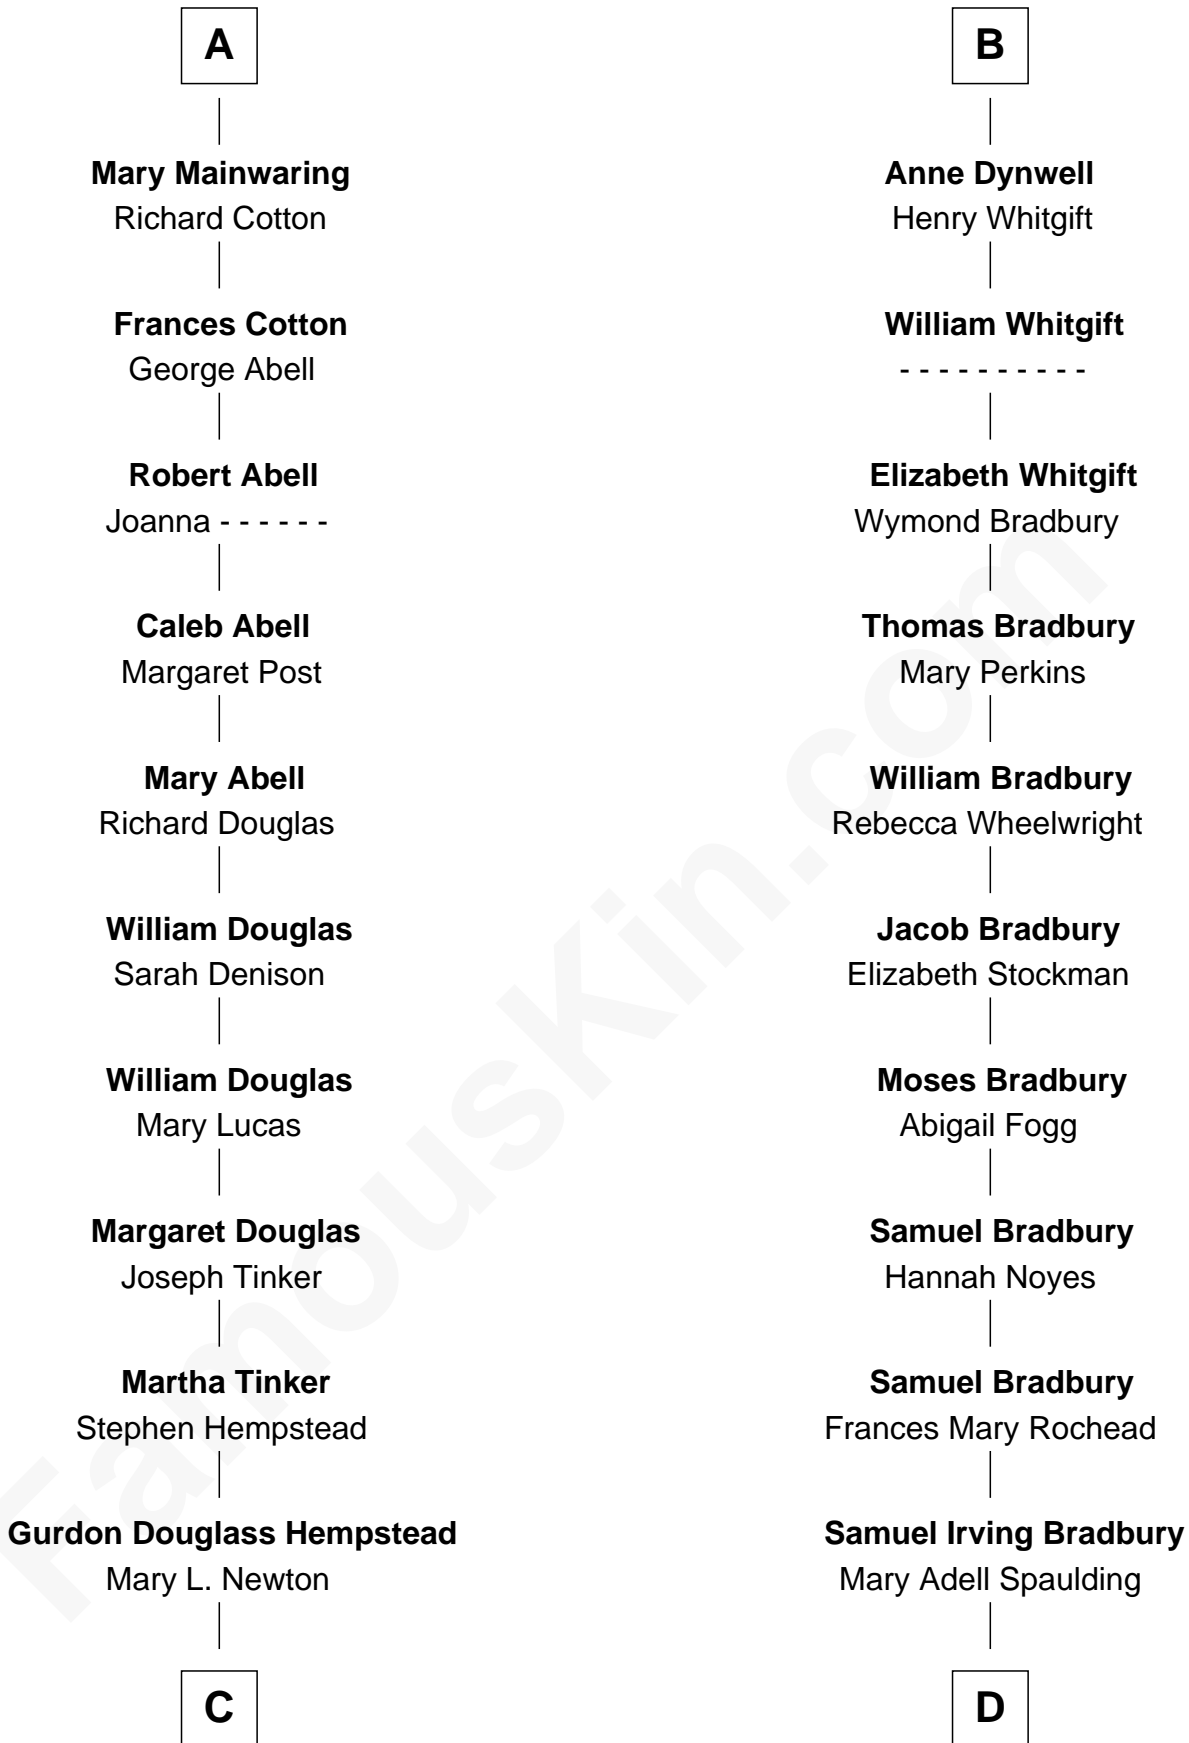 A
Mary Mainwaring
Richard Cotton
Frances Cotton
George Abell
Robert Abell
Joanna - - - - - -
Caleb Abell
Margaret Post
Mary Abell
Richard Douglas
William Douglas
Sarah Denison
William Douglas
Mary Lucas
Margaret Douglas
Joseph Tinker
Martha Tinker
Stephen Hempstead
Gurdon Douglass Hempstead
Mary L. Newton
C
B
Anne Dynwell
Henry Whitgift
William Whitgift
- - - - - - - - - -
Elizabeth Whitgift
Wymond Bradbury
Thomas Bradbury
Mary Perkins
William Bradbury
Rebecca Wheelwright
Jacob Bradbury
Elizabeth Stockman
Moses Bradbury
Abigail Fogg
Samuel Bradbury
Hannah Noyes
Samuel Bradbury
Frances Mary Rochead
Samuel Irving Bradbury
Mary Adell Spaulding
D
FamousKin.com